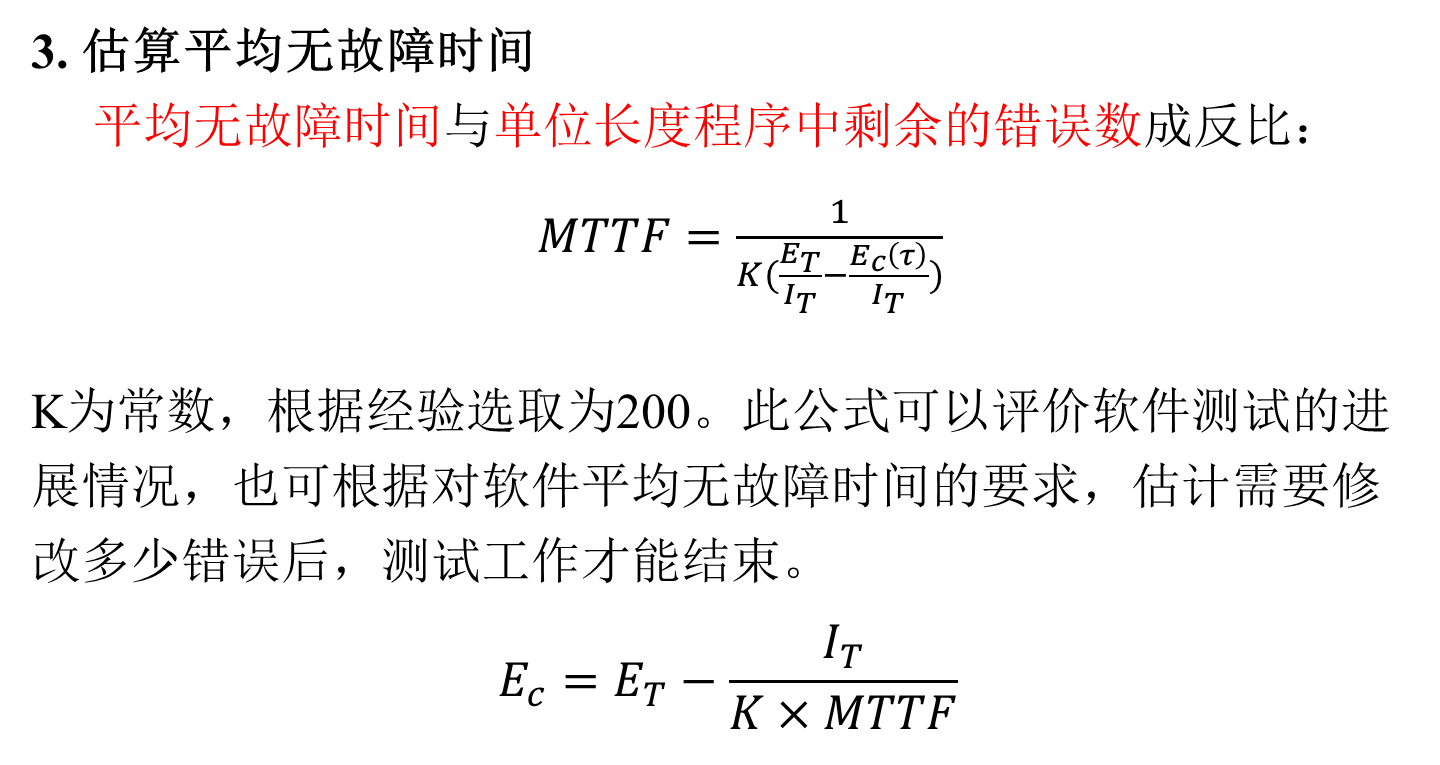 3. 估算平均无故障时间
平均无故障时间与单位长度程序中剩余的错误数成反比：
MTTF = \frac{1}{K(\frac{E_T}{I_T}-\frac{E_C(τ)}{I_T})}
K为常数，根据经验选取为200。此公式可以评价软件测试的进
展情况，也可根据对软件平均无故障时间的要求，估计需要修
改多少错误后，测试工作才能结束。
E_c = E_T − \frac{I_T}{K × MTTF}